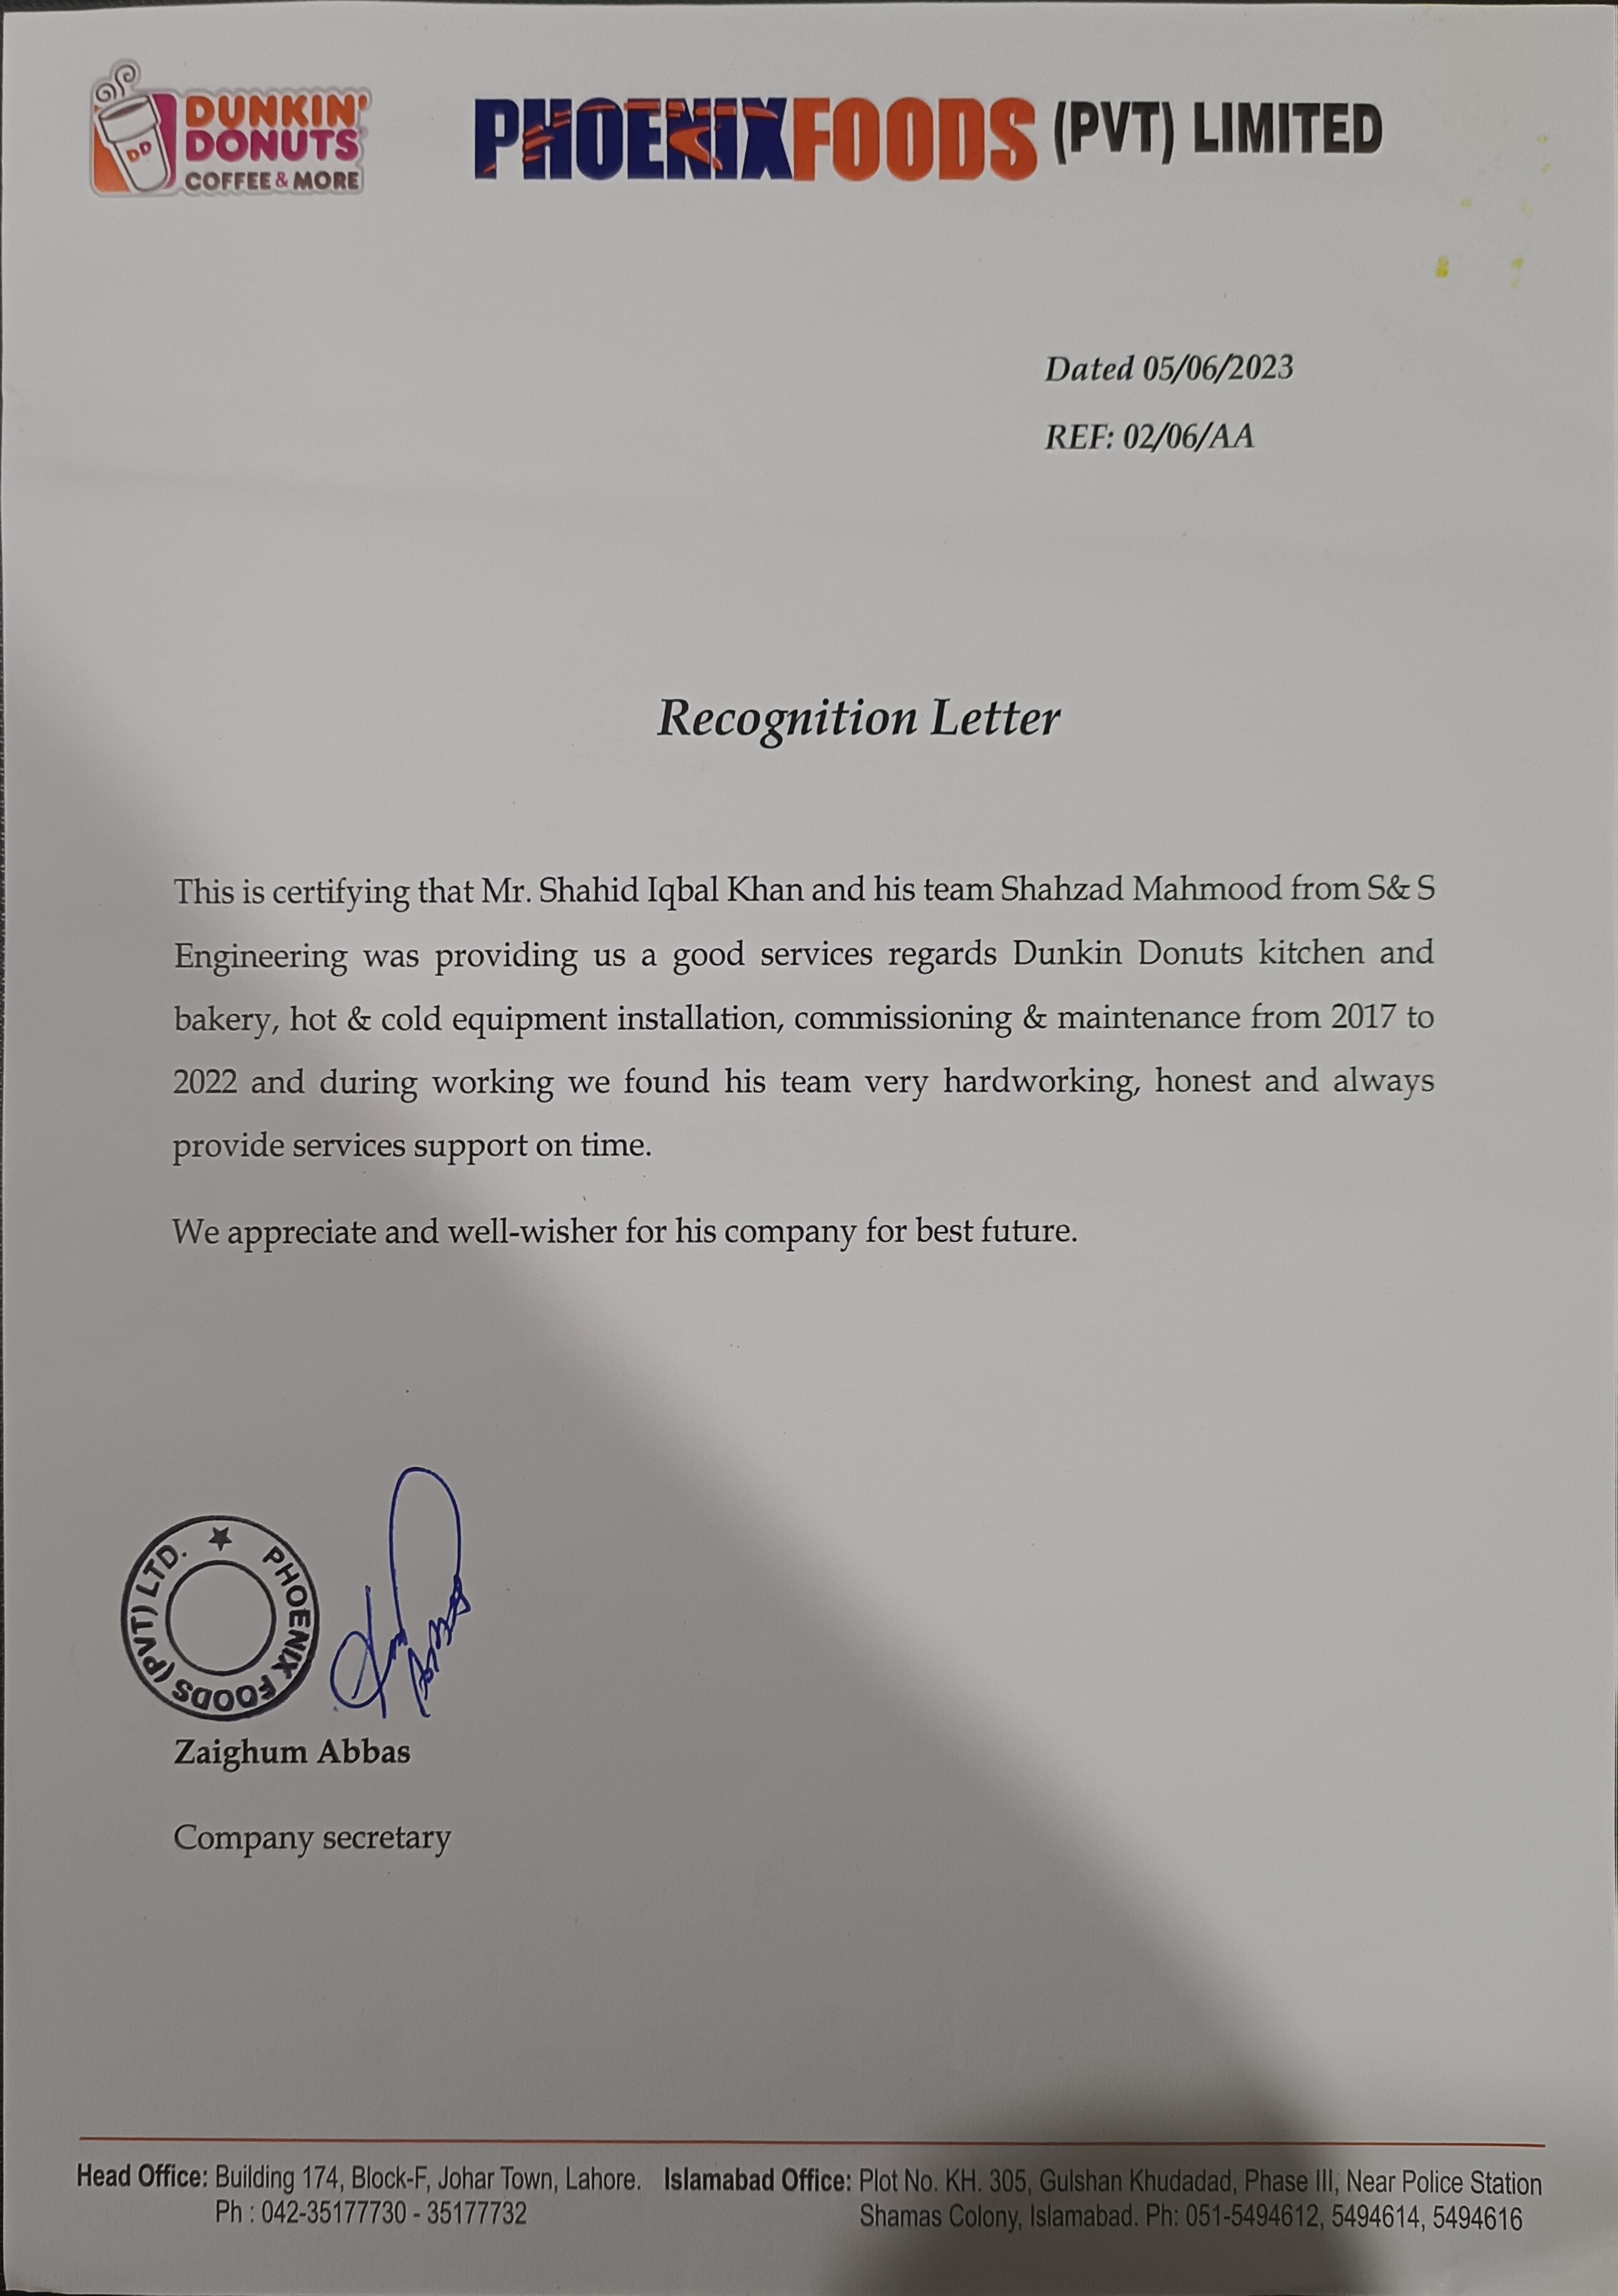 DUNKIN'
DONUTS
COFFEE & MORE
DD
PHOENIXFOODS (PVT) LIMITED
Dated 05/06/2023
REF: 02/06/AA
Recognition Letter
This is certifying that Mr. Shahid Iqbal Khan and his team Shahzad Mahmood from S& S
Engineering was providing us a good services regards Dunkin Donuts kitchen and
bakery, hot & cold equipment installation, commissioning & maintenance from 2017 to
2022 and during working we found his team very hardworking, honest and always
provide services support on time.
We appreciate and well-wisher for his company for best future.
PHOENIX FOODS (PVT) LTD.
Zaighum Abbas
Company secretary
Head Office: Building 174, Block-F, Johar Town, Lahore.
Ph : 042-35177730 - 35177732
Islamabad Office: Plot No. KH. 305, Gulshan Khudadad, Phase III, Near Police Station
Shamas Colony, Islamabad. Ph: 051-5494612, 5494614, 5494616